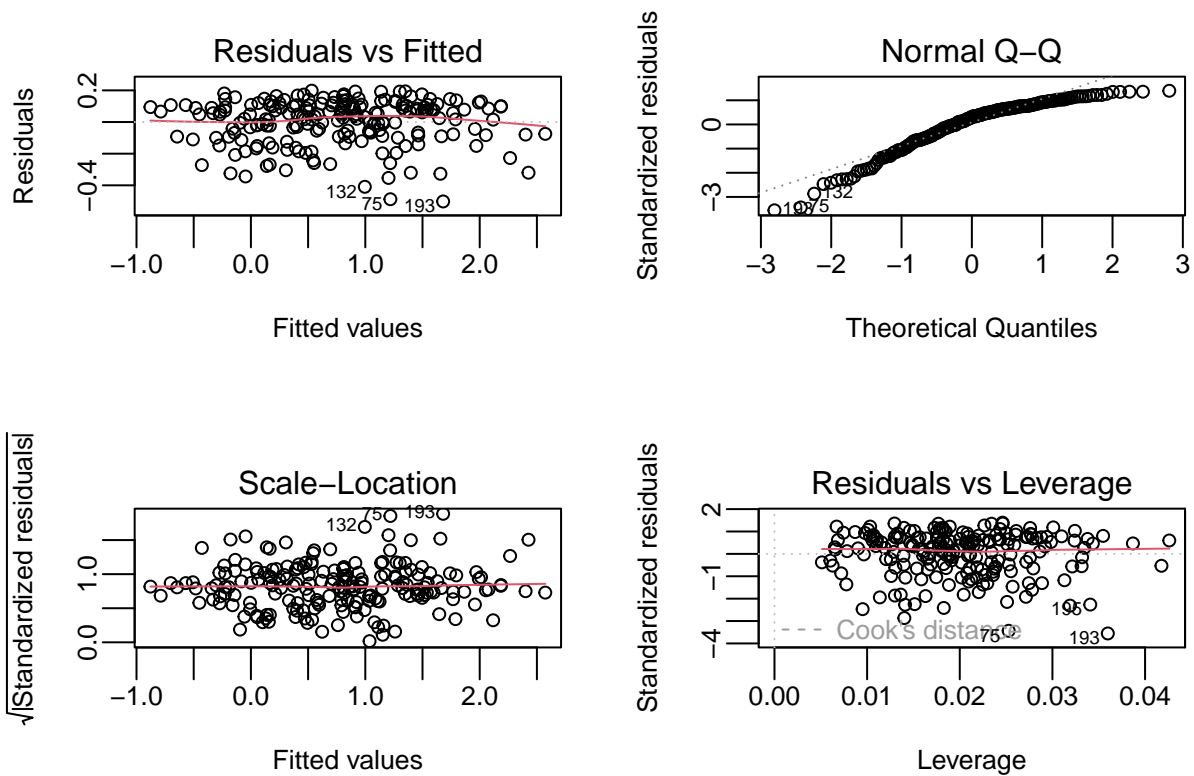 Residuals vs Fitted
Residuals
0.2
−0.4
132
75
193
−1.0 0.0 1.0 2.0
Fitted values
Normal Q−Q
Standardized residuals
0
−3
132
75
193
−3 −2 −1 0 1 2 3
Theoretical Quantiles
Scale−Location
√|Standardized residuals|
1.0
0.0
132
75
193
−1.0 0.0 1.0 2.0
Fitted values
Residuals vs Leverage
Standardized residuals
2
−1
−4
195
75
193
Cook's distance
0.00 0.01 0.02 0.03 0.04
Leverage